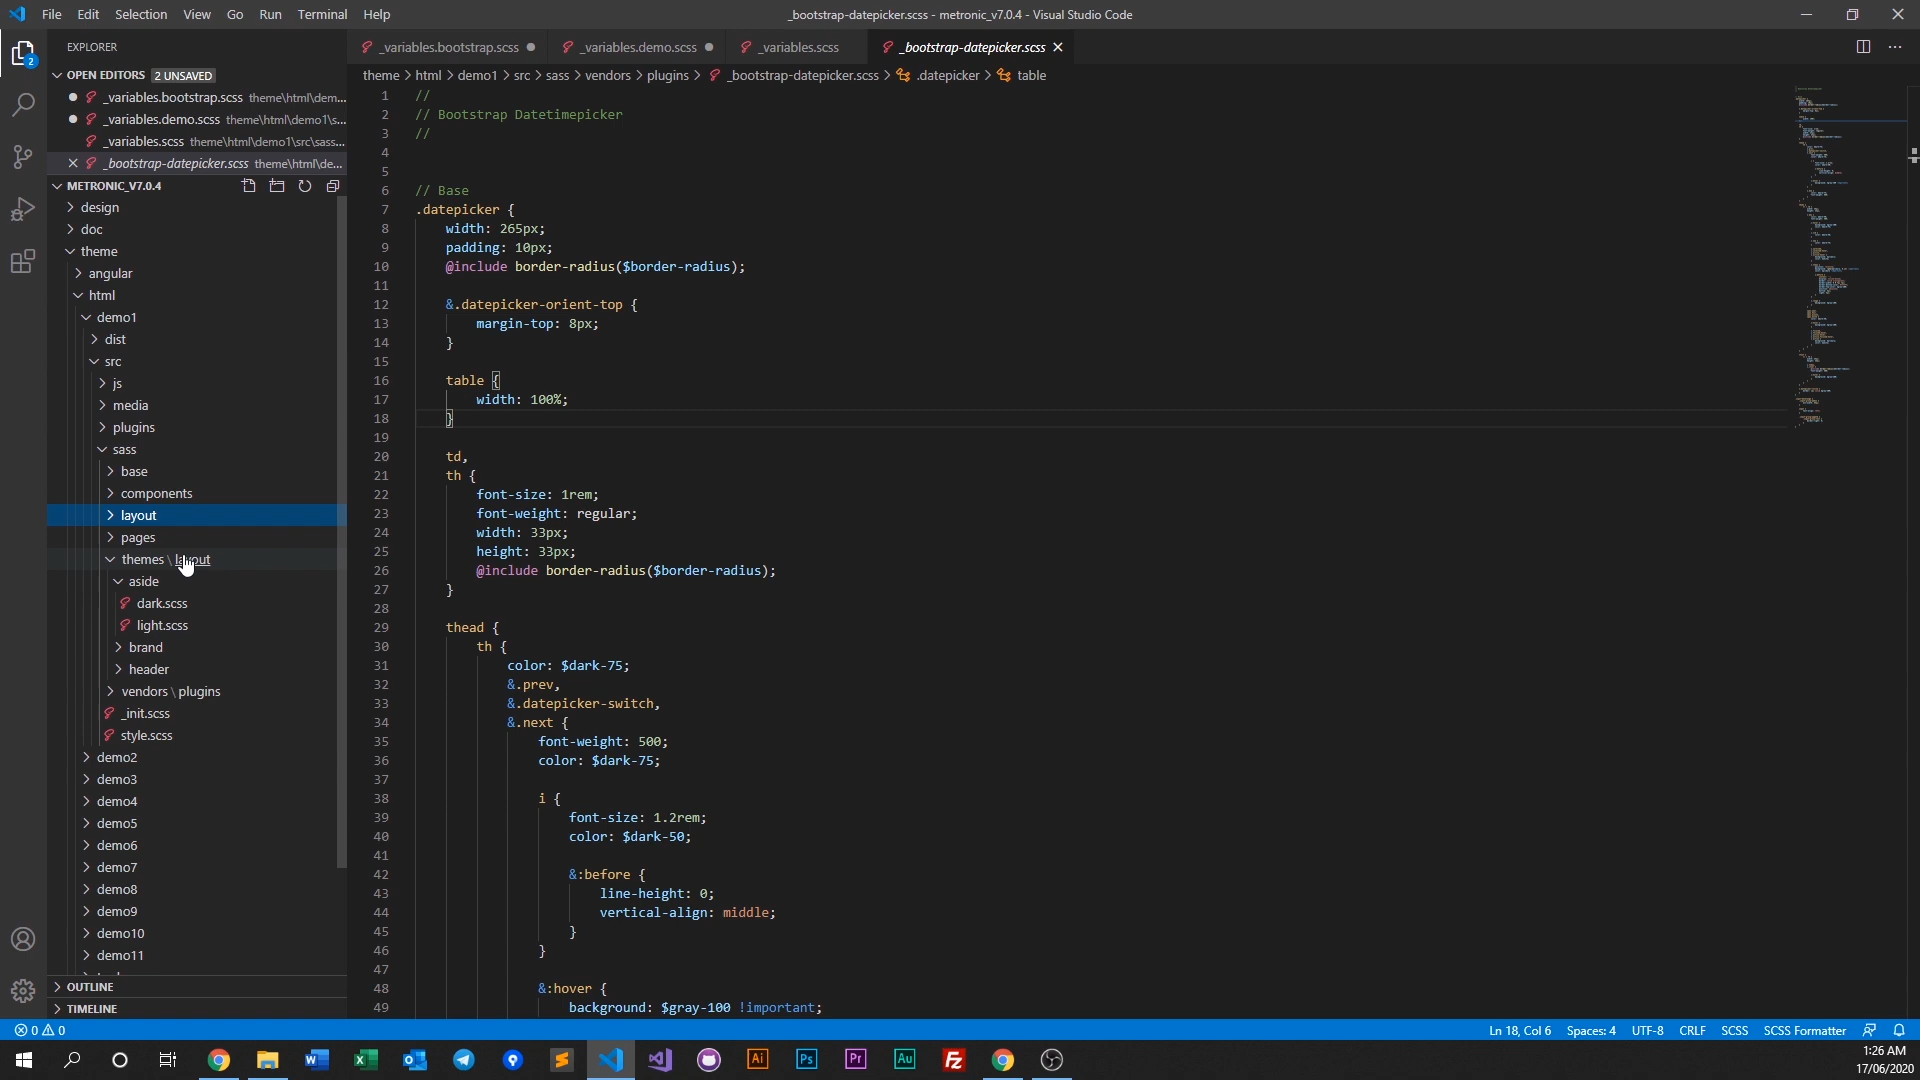 File Edit Selection View Go Run Terminal Help
_bootstrap-datepicker.scss - metronic_v7.0.4 - Visual Studio Code
EXPLORER
_variables.bootstrap.scss
_variables.demo.scss
_variables.scss
_bootstrap-datepicker.scss
OPEN EDITORS 2 UNSAVED
_variables.bootstrap.scss theme\html\dem...
_variables.demo.scss theme\html\demo1\s...
_variables.scss theme\html\demo1\src\sass...
_bootstrap-datepicker.scss theme\html\de...
METRONIC_V7.0.4
design
doc
theme
angular
html
demo1
dist
src
js
media
plugins
sass
base
components
layout
pages
themes \ layout
aside
dark.scss
light.scss
brand
header
vendors \ plugins
_init.scss
style.scss
demo2
demo3
demo4
demo5
demo6
demo7
demo8
demo9
demo10
demo11
OUTLINE
TIMELINE
theme > html > demo1 > src > sass > vendors > plugins > _bootstrap-datepicker.scss > .datepicker > table
1 //
2 // Bootstrap Datetimepicker
3 //
4
5
6 // Base
7 .datepicker {
8 width: 265px;
9 padding: 10px;
10 @include border-radius($border-radius);
11
12 &.datepicker-orient-top {
13 margin-top: 8px;
14 }
15
16 table {
17 width: 100%;
18 }
19
20 td,
21 th {
22 font-size: 1rem;
23 font-weight: regular;
24 width: 33px;
25 height: 33px;
26 @include border-radius($border-radius);
27 }
28
29 thead {
30 th {
31 color: $dark-75;
32 &.prev,
33 &.datepicker-switch,
34 &.next {
35 font-weight: 500;
36 color: $dark-75;
37
38 i {
39 font-size: 1.2rem;
40 color: $dark-50;
41
42 &:before {
43 line-height: 0;
44 vertical-align: middle;
45 }
46 }
47
48 &:hover {
49 background: $gray-100 !important;
2
0 0
Ln 18, Col 6 Spaces: 4 UTF-8 CRLF SCSS SCSS Formatter
Ai Ps Pr Au Fz
1:26 AM
17/06/2020